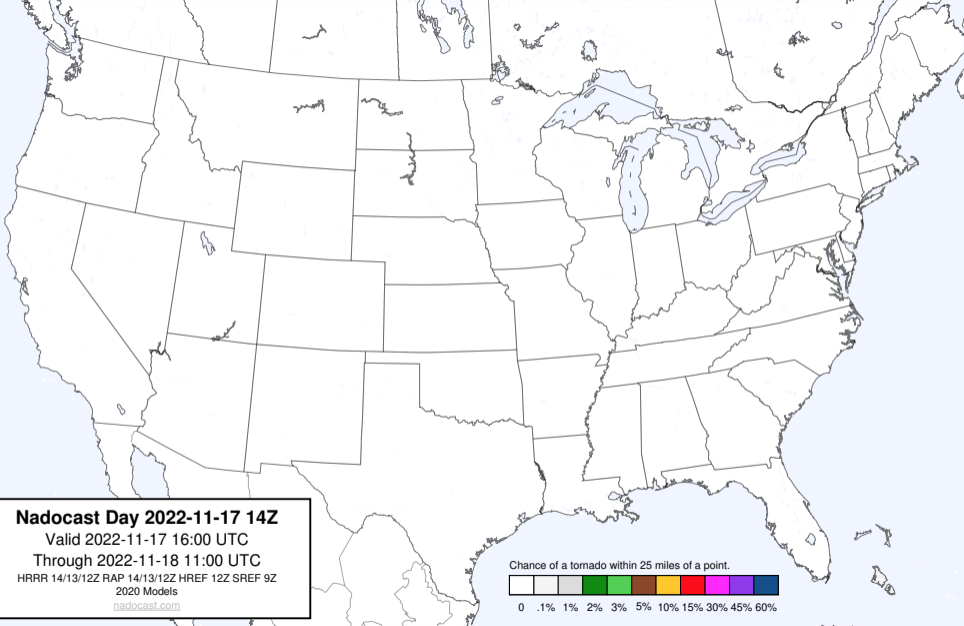 Nadocast Day 2022-11-17 14Z
Valid 2022-11-17 16:00 UTC
Through 2022-11-18 11:00 UTC
HRRR 14/13/12Z RAP 14/13/12Z HREF 12Z SREF 9Z
2020 Models
nadocast.com
Chance of a tornado within 25 miles of a point.
0 .1% 1% 2% 3% 5% 10% 15% 30% 45% 60%